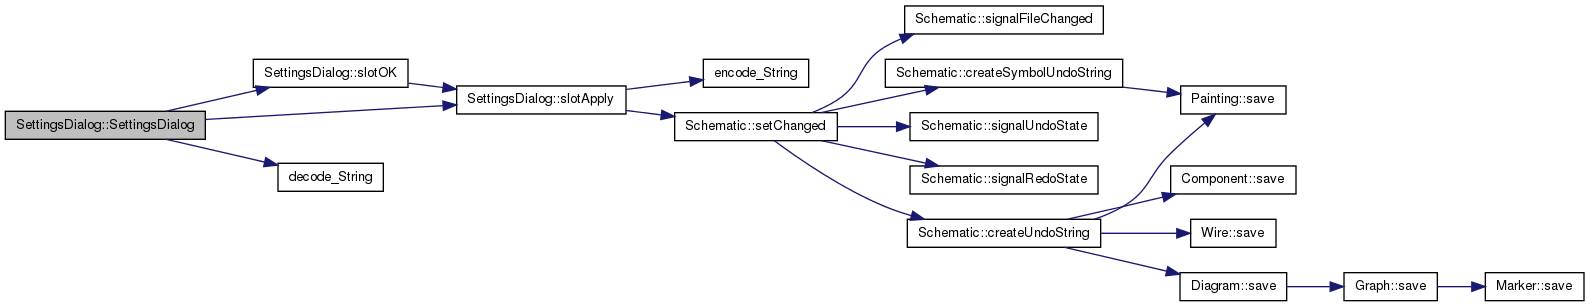 SettingsDialog::SettingsDialog
SettingsDialog::slotOK
decode_String
SettingsDialog::slotApply
encode_String
Schematic::setChanged
Schematic::signalFileChanged
Schematic::createSymbolUndoString
Schematic::signalUndoState
Schematic::signalRedoState
Schematic::createUndoString
Painting::save
Component::save
Wire::save
Diagram::save
Graph::save
Marker::save